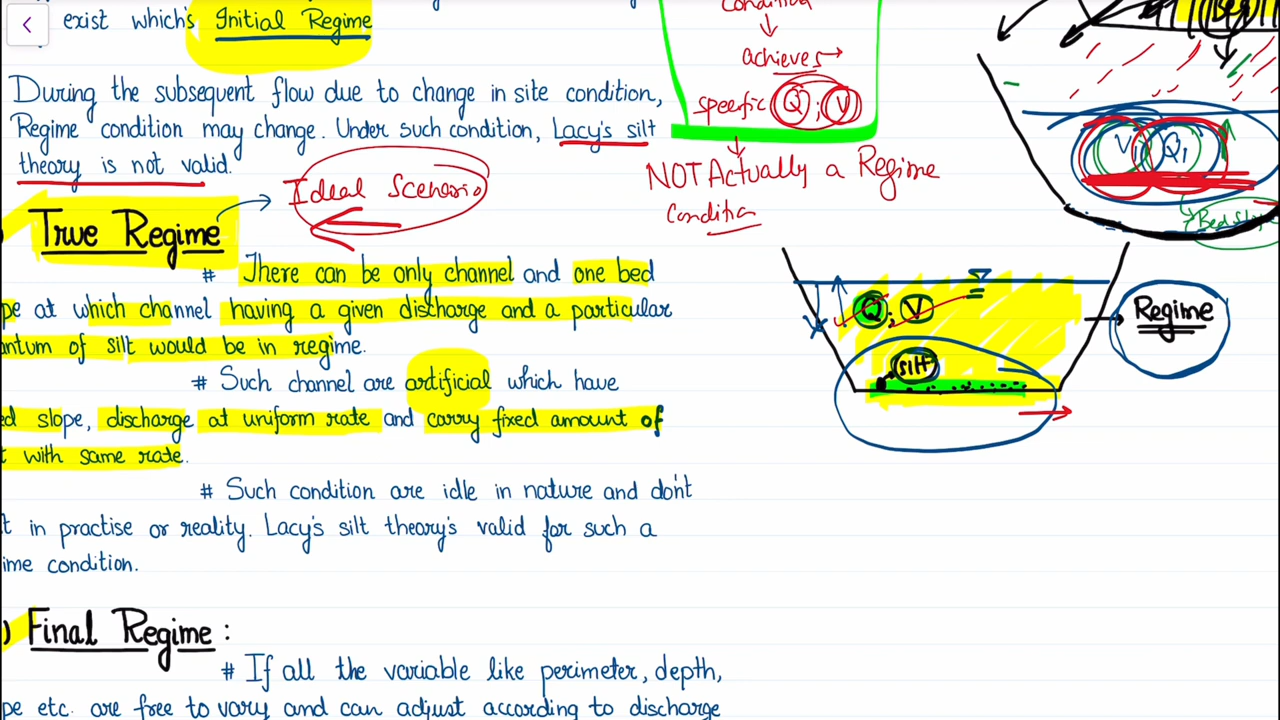 exist which's Initial Regime
During the subsequent flow due to change in site condition,
Regime condition may change. Under such condition, Lacy's silt
theory is not valid.
True Regime
Ideal Scenario
# There can be only channel and one bed
pe at which channel having a given discharge and a particular
antum of silt would be in regime.
# Such channel are artificial which have
ed slope, discharge at uniform rate and carry fixed amount of
t with same rate.
# Such condition are idle in nature and don't
t in practise or reality. Lacy's silt theory's valid for such a
ime condition.
) Final Regime :
# If all the variable like perimeter, depth,
pe etc. are free to vary and can adjust according to discharge
condition
achieves
specific Q ; V
NOT Actually a Regime
Condition
V1 Q1
Bed Slope
Q ; V
silt
Regime